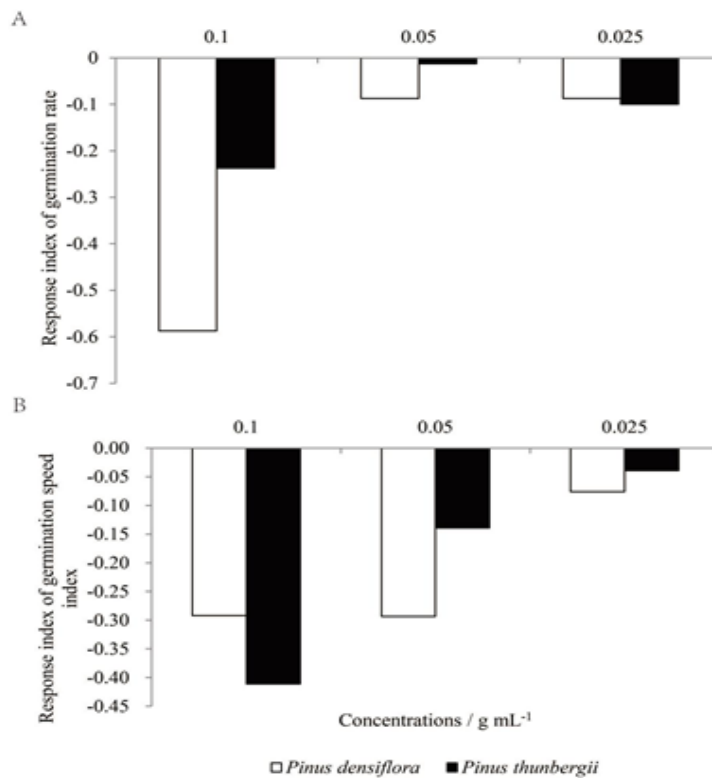 A
0.1 0.05 0.025
0
-0.1
-0.2
-0.3
-0.4
-0.5
-0.6
-0.7
Response index of germination rate
B
0.1 0.05 0.025
0.00
-0.05
-0.10
-0.15
-0.20
-0.25
-0.30
-0.35
-0.40
-0.45
Response index of germination speed
index
Concentrations / g mL⁻¹
Pinus densiflora Pinus thunbergii